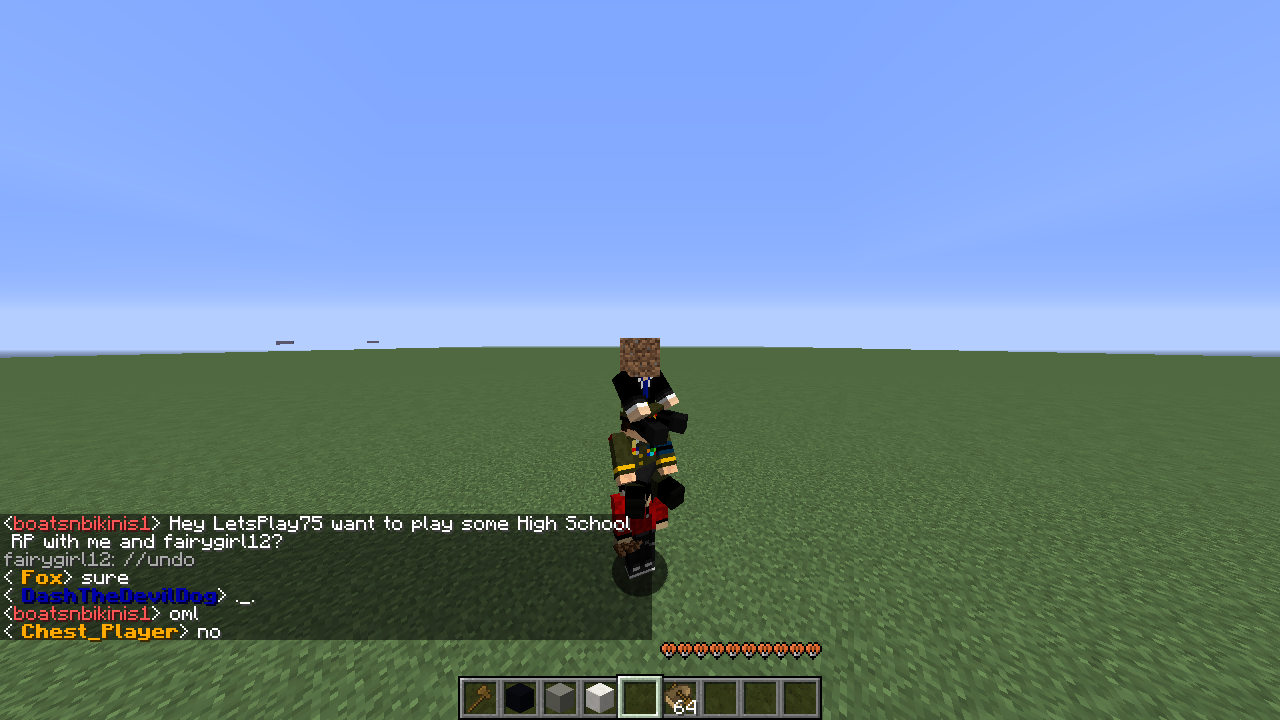 <boatsnbikinis1> Hey LetsPlay75 want to play some High School
RP with me and fairygirl12?
fairygirl12: //undo
< Fox> sure
< DashTheDevilDog> ._.
<boatsnbikinis1> oml
< Chest_Player> no
64